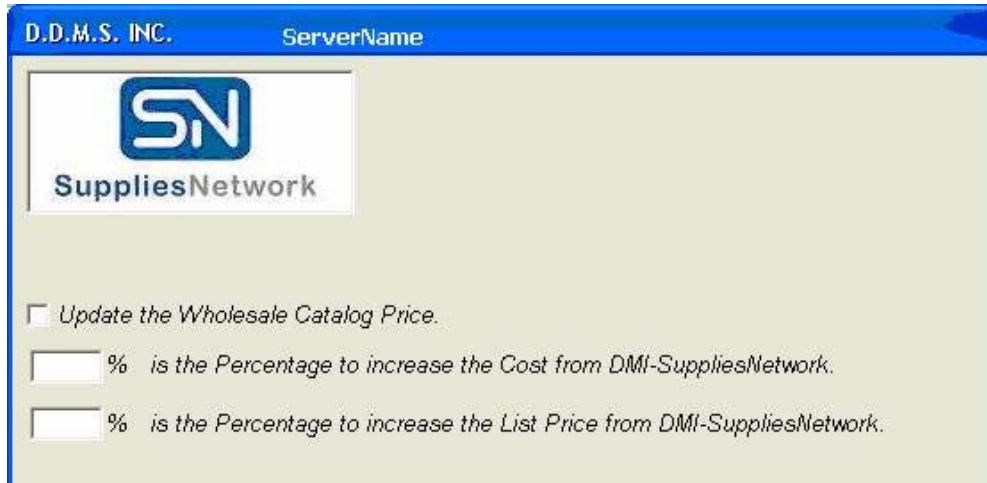 D.D.M.S. INC. ServerName
SN
SuppliesNetwork
Update the Wholesale Catalog Price.
% is the Percentage to increase the Cost from DMI-SuppliesNetwork.
% is the Percentage to increase the List Price from DMI-SuppliesNetwork.